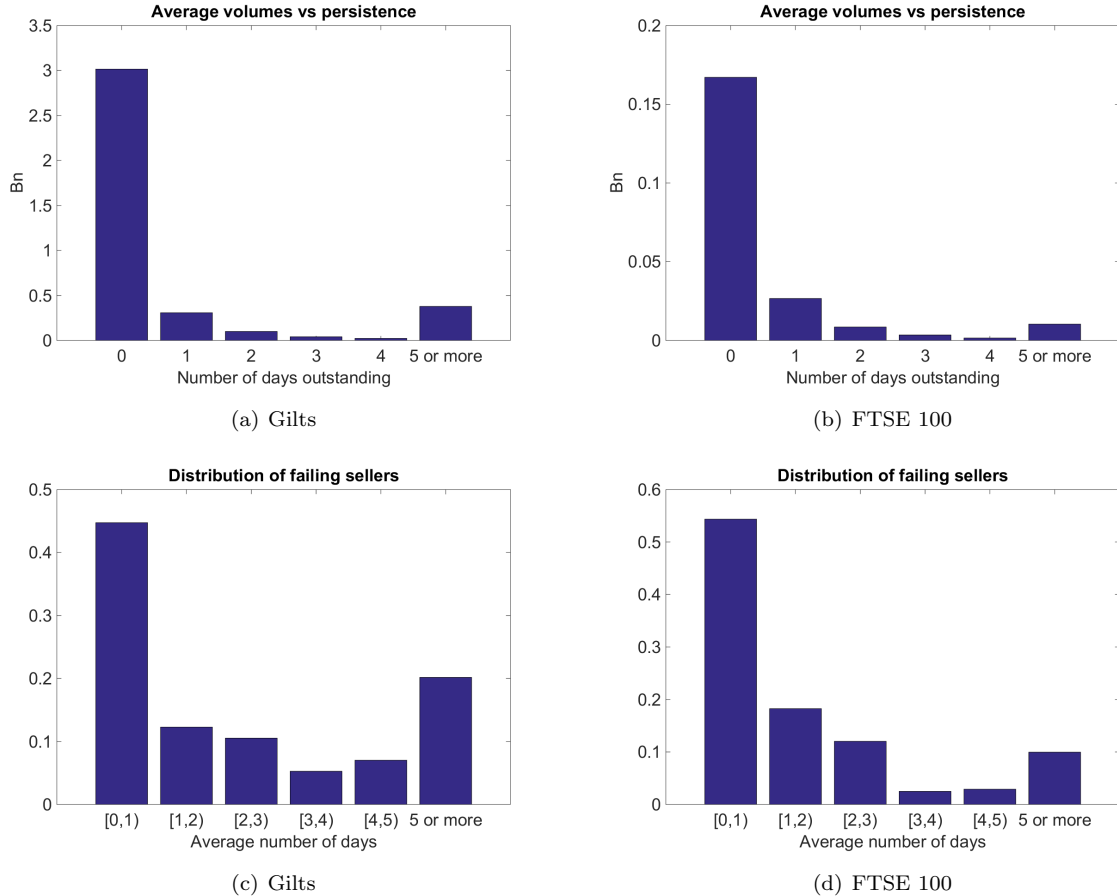 Average volumes vs persistence
3.5
3
2.5
2
1.5
1
0.5
0
Bn
0 1 2 3 4 5 or more
Number of days outstanding
(a) Gilts
Average volumes vs persistence
0.2
0.15
0.1
0.05
0
Bn
0 1 2 3 4 5 or more
Number of days outstanding
(b) FTSE 100
Distribution of failing sellers
0.5
0.4
0.3
0.2
0.1
0
[0,1) [1,2) [2,3) [3,4) [4,5) 5 or more
Average number of days
(c) Gilts
Distribution of failing sellers
0.6
0.5
0.4
0.3
0.2
0.1
0
[0,1) [1,2) [2,3) [3,4) [4,5) 5 or more
Average number of days
(d) FTSE 100